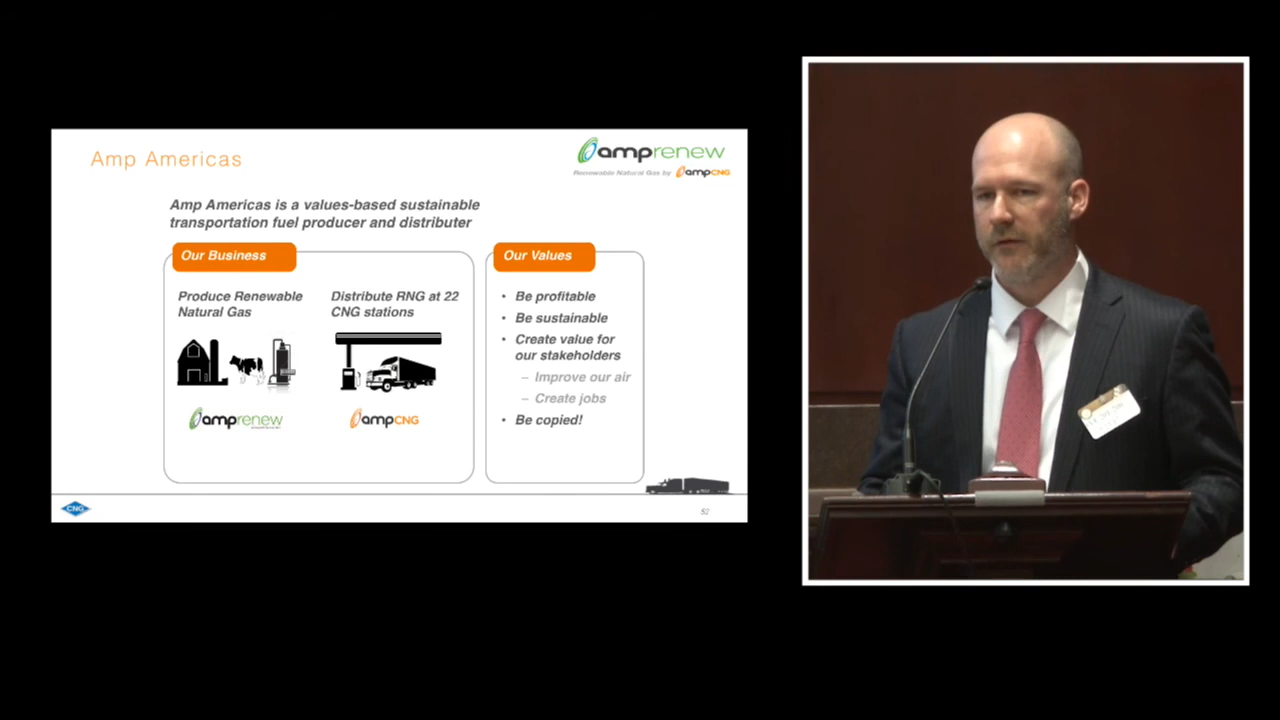 Amp Americas
amprenew
Renewable Natural Gas by ampCNG
Amp Americas is a values-based sustainable
transportation fuel producer and distributer
Our Business
Produce Renewable
Natural Gas
Distribute RNG at 22
CNG stations
amprenew
ampCNG
Our Values
• Be profitable
• Be sustainable
• Create value for
our stakeholders
– Improve our air
– Create jobs
• Be copied!
CNG
52